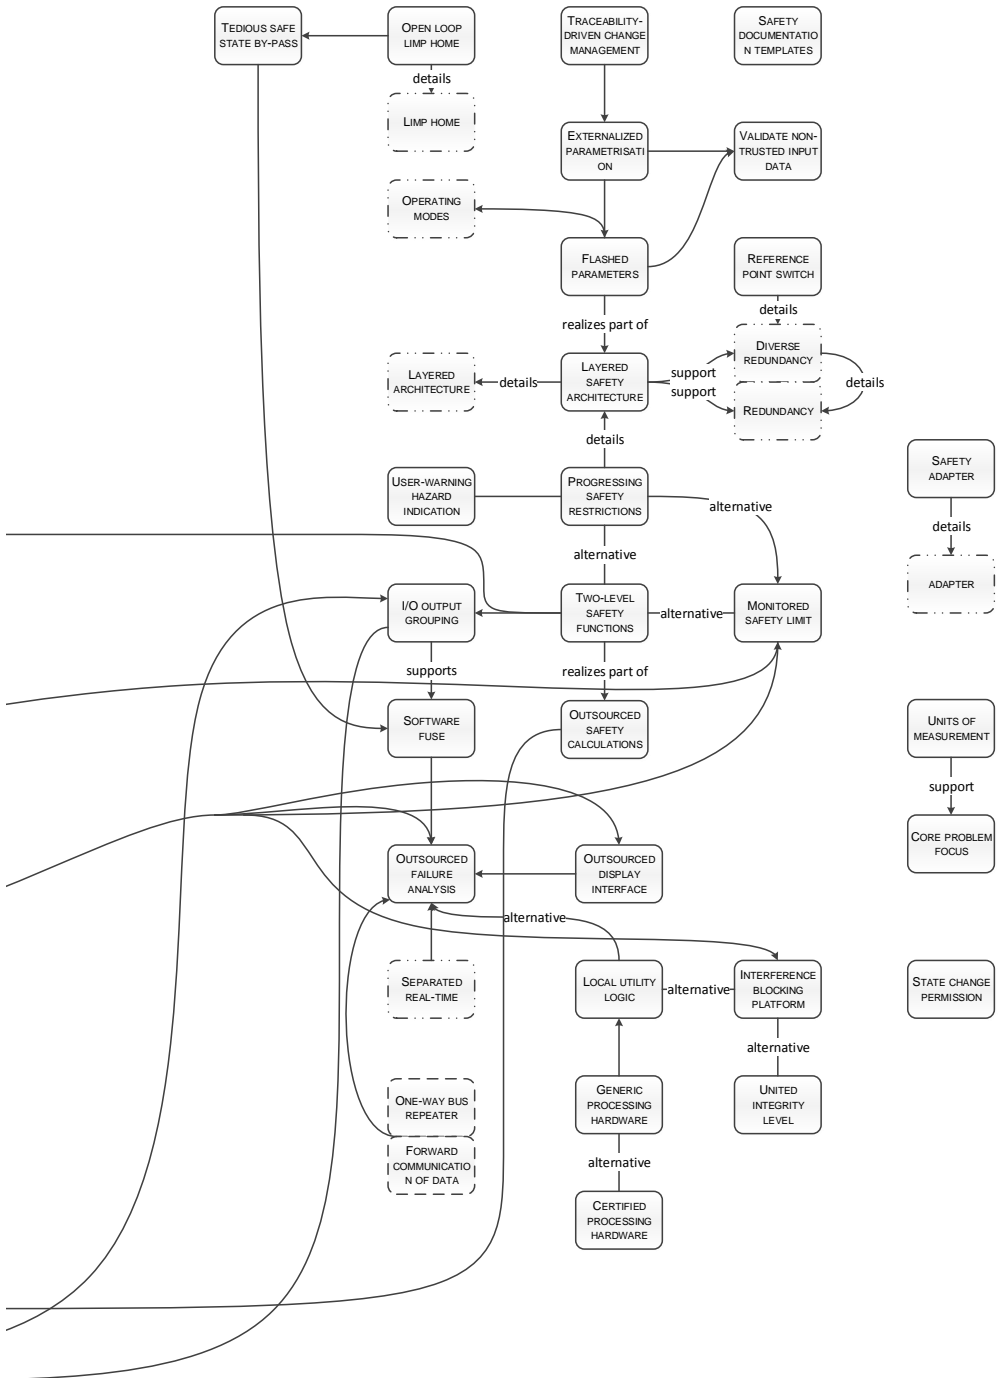 TEDIOUS SAFE
STATE BY-PASS
OPEN LOOP
LIMP HOME
TRACEABILITY-
DRIVEN CHANGE
MANAGEMENT
SAFETY
DOCUMENTATIO
N TEMPLATES
details
LIMP HOME
EXTERNALIZED
PARAMETRISATI
ON
VALIDATE NON-
TRUSTED INPUT
DATA
OPERATING
MODES
FLASHED
PARAMETERS
REFERENCE
POINT SWITCH
realizes part of
details
DIVERSE
REDUNDANCY
LAYERED
ARCHITECTURE
details
LAYERED
SAFETY
ARCHITECTURE
support
support
details
REDUNDANCY
details
USER-WARNING
HAZARD
INDICATION
PROGRESSING
SAFETY
RESTRICTIONS
alternative
SAFETY
ADAPTER
details
ADAPTER
alternative
I/O OUTPUT
GROUPING
TWO-LEVEL
SAFETY
FUNCTIONS
alternative
MONITORED
SAFETY LIMIT
supports
realizes part of
SOFTWARE
FUSE
OUTSOURCED
SAFETY
CALCULATIONS
UNITS OF
MEASUREMENT
support
CORE PROBLEM
FOCUS
OUTSOURCED
FAILURE
ANALYSIS
OUTSOURCED
DISPLAY
INTERFACE
alternative
SEPARATED
REAL-TIME
LOCAL UTILITY
LOGIC
alternative
INTERFERENCE
BLOCKING
PLATFORM
STATE CHANGE
PERMISSION
alternative
ONE-WAY BUS
REPEATER
GENERIC
PROCESSING
HARDWARE
UNITED
INTEGRITY
LEVEL
FORWARD
COMMUNICATIO
N OF DATA
alternative
CERTIFIED
PROCESSING
HARDWARE